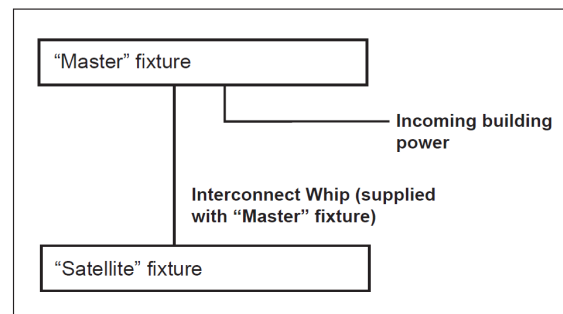 “Master” fixture
Incoming building
power
Interconnect Whip (supplied
with “Master” fixture)
“Satellite” fixture